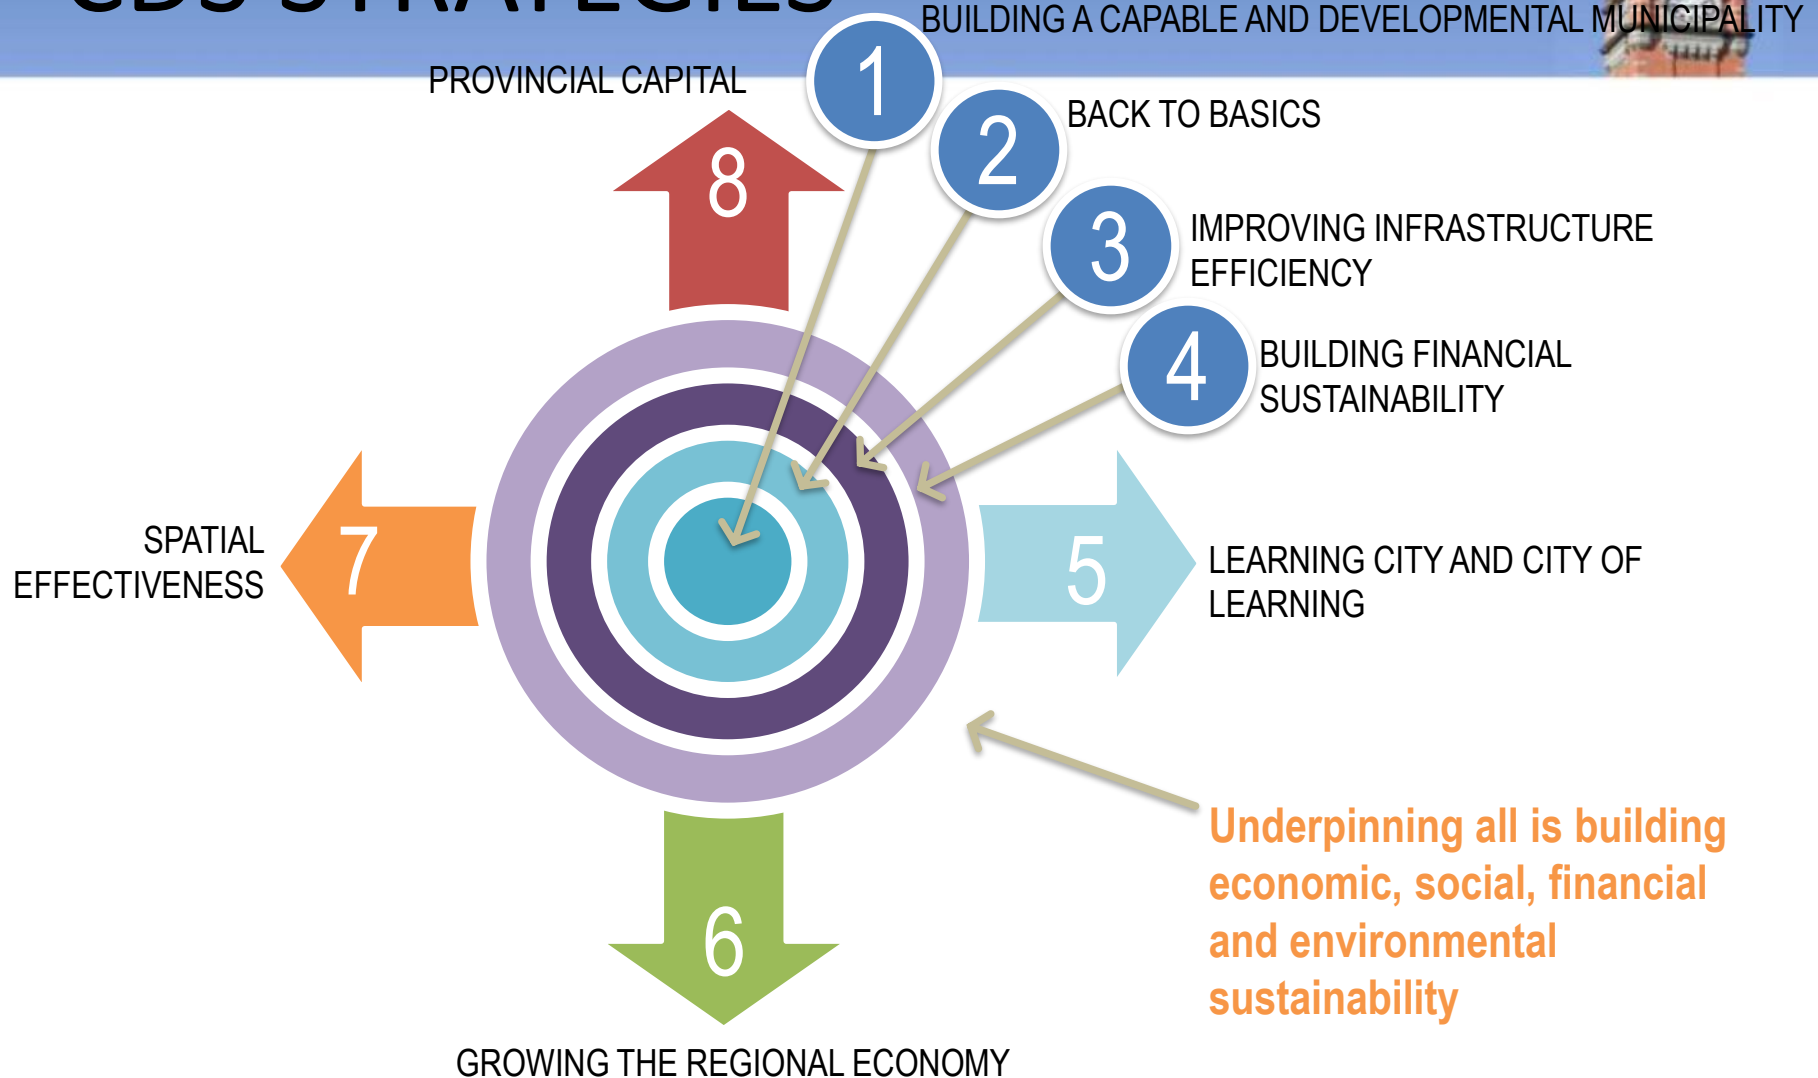 CDS STRATEGIES
BUILDING A CAPABLE AND DEVELOPMENTAL MUNICIPALITY
PROVINCIAL CAPITAL
1
BACK TO BASICS
2
8
3
IMPROVING INFRASTRUCTURE
EFFICIENCY
4
BUILDING FINANCIAL
SUSTAINABILITY
SPATIAL
EFFECTIVENESS
7
5
LEARNING CITY AND CITY OF
LEARNING
Underpinning all is building
economic, social, financial
and environmental
sustainability
6
GROWING THE REGIONAL ECONOMY